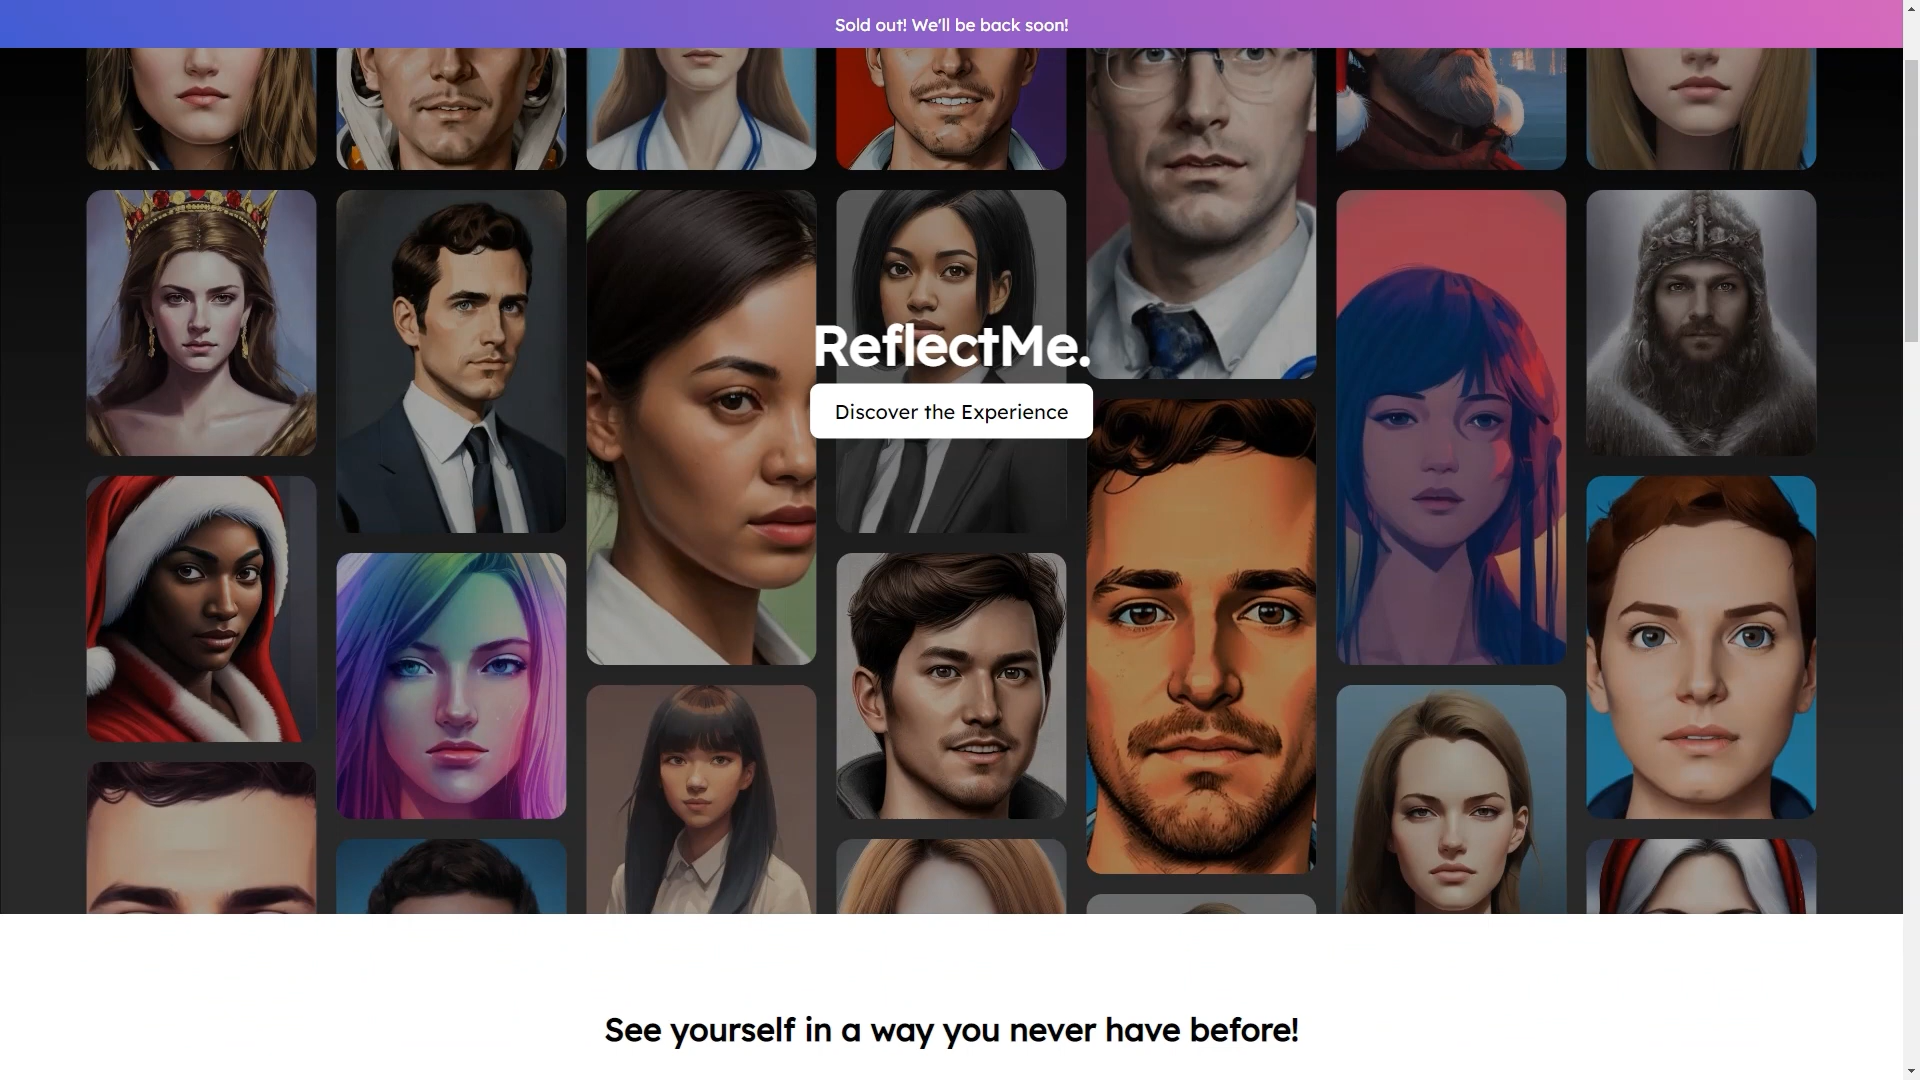 Sold out! We'll be back soon!
ReflectMe.
Discover the Experience
See yourself in a way you never have before!